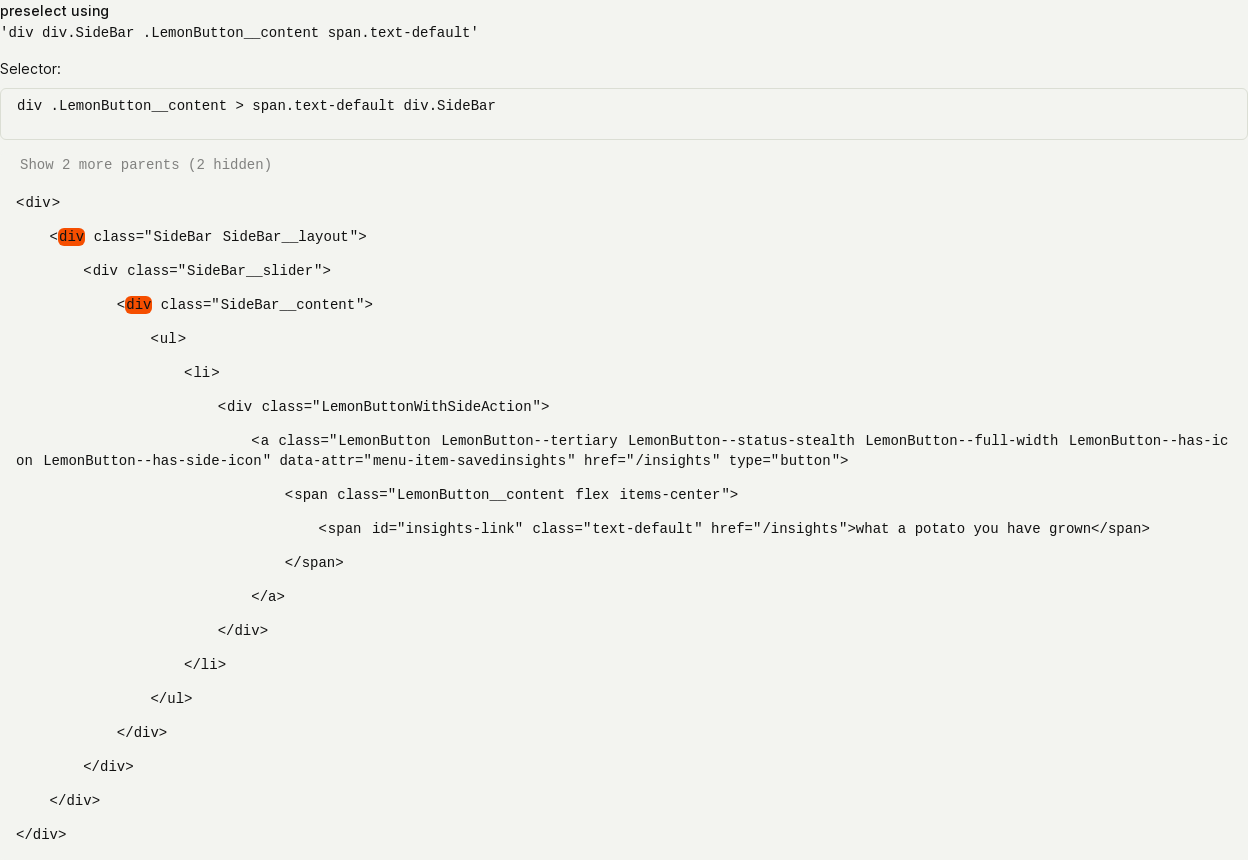 preselect using
'div div.SideBar .LemonButton__content span.text-default'
Selector:
div .LemonButton__content > span.text-default div.SideBar
Show 2 more parents (2 hidden)
<div>
<div class="SideBar SideBar__layout">
<div class="SideBar__slider">
<div class="SideBar__content">
<ul>
<li>
<div class="LemonButtonWithSideAction">
<a class="LemonButton LemonButton--tertiary LemonButton--status-stealth LemonButton--full-width LemonButton--has-ic
on LemonButton--has-side-icon" data-attr="menu-item-savedinsights" href="/insights" type="button">
<span class="LemonButton__content flex items-center">
<span id="insights-link" class="text-default" href="/insights">what a potato you have grown</span>
</span>
</a>
</div>
</li>
</ul>
</div>
</div>
</div>
</div>